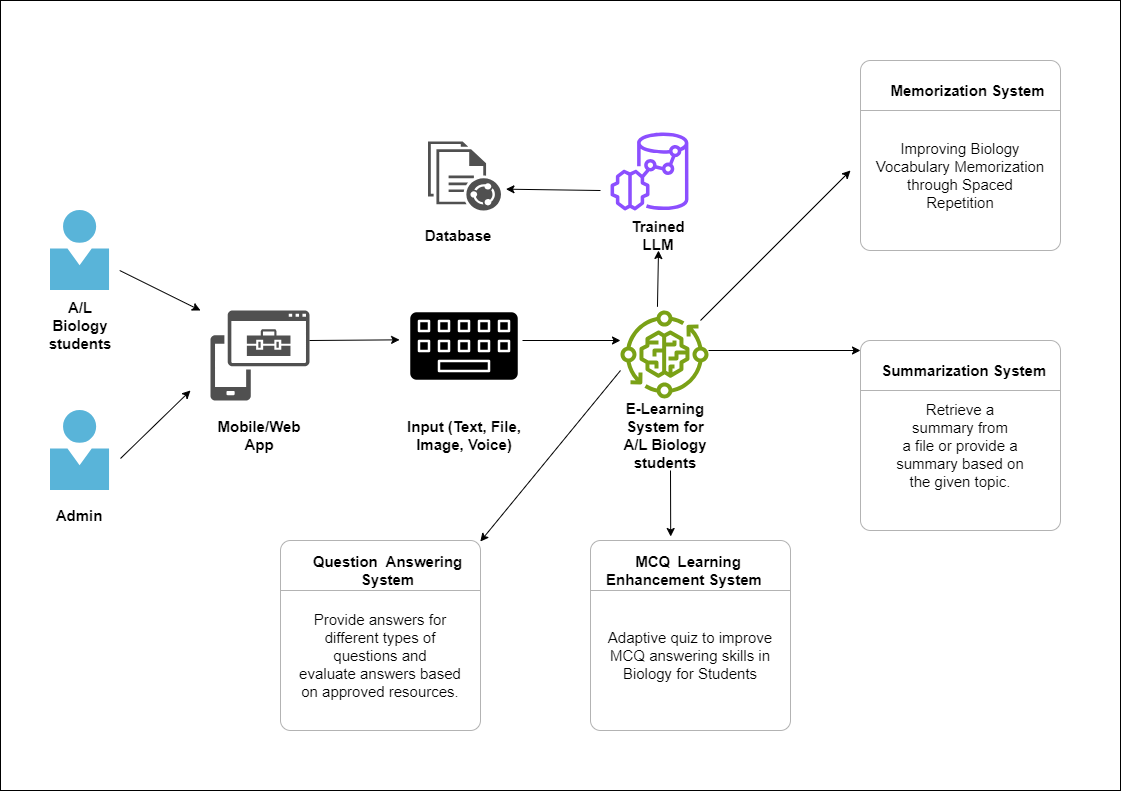 A/L
Biology
students
Admin
Mobile/Web
App
Input (Text, File,
Image, Voice)
Database
Trained
LLM
E-Learning
System for
A/L Biology
students
Memorization System
Improving Biology
Vocabulary Memorization
through Spaced
Repetition
Summarization System
Retrieve a
summary from
a file or provide a
summary based on
the given topic.
Question Answering
System
Provide answers for
different types of
questions and
evaluate answers based
on approved resources.
MCQ Learning
Enhancement System
Adaptive quiz to improve
MCQ answering skills in
Biology for Students